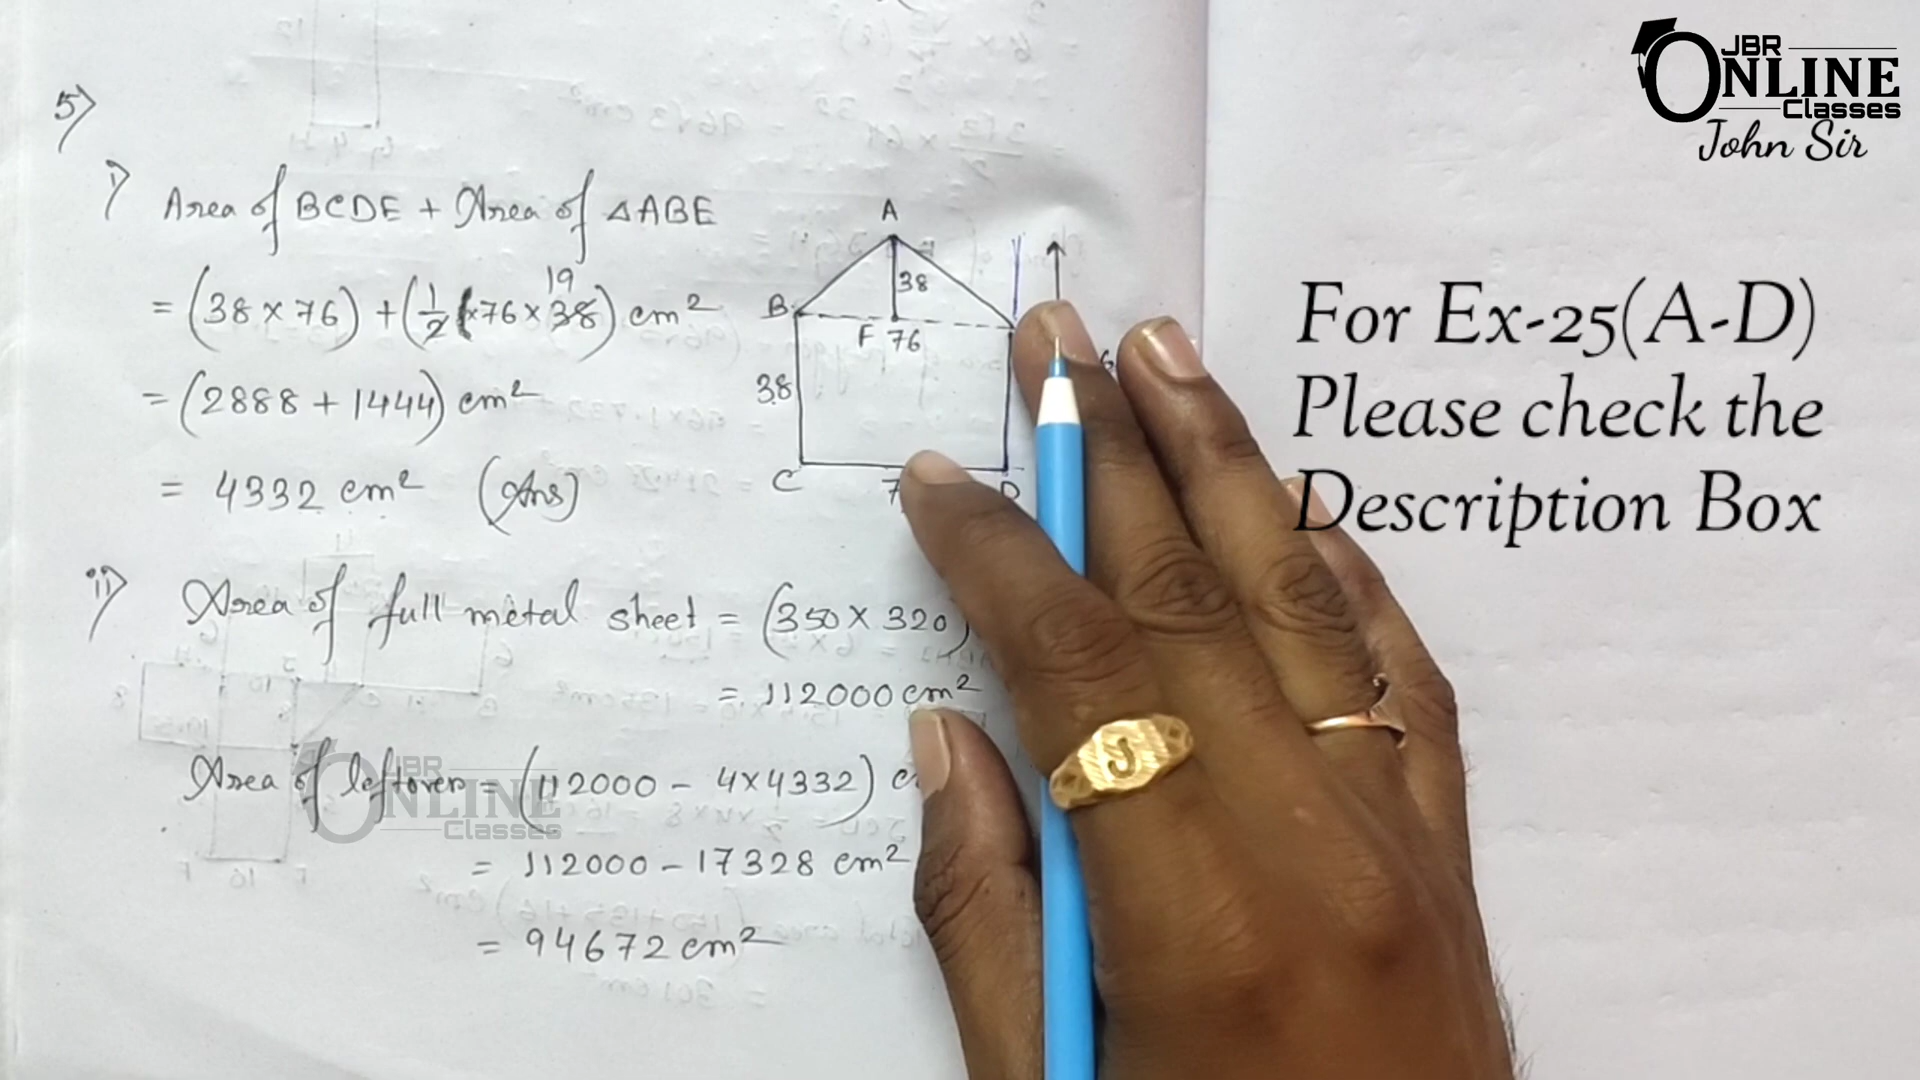 JBR
ONLINE
Classes
John Sir
5)
i) Area of BCDE + Area of △ABE
= (38 × 76) + (1/2 × 76 × 38) cm²
19
= (2888 + 1444) cm²
= 4332 cm² (Ans)
A
38
B
F 76
38
C
D
ii) Area of full metal sheet = (350 × 320)
= 112000 cm²
Area of leftover = (112000 - 4×4332)
= 112000 - 17328 cm²
= 94672 cm²
For Ex-25(A-D)
Please check the
Description Box
JBR
ONLINE
Classes